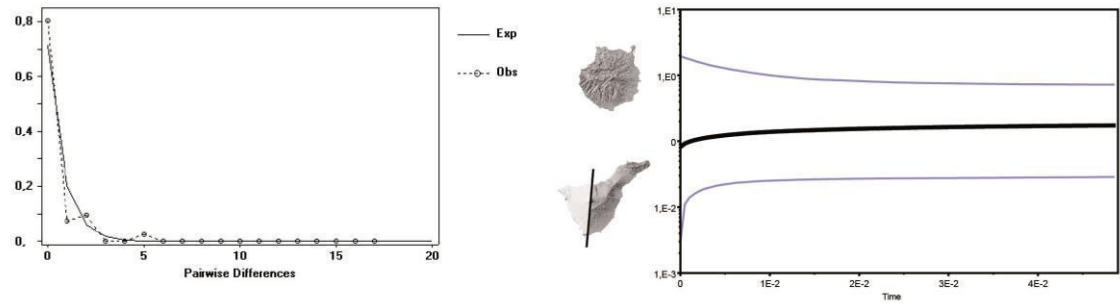 0,8
0,6
0,4
0,2
0,
0 5 10 15 20
Pairwise Differences
Exp
Obs
1,E1
1,E0
0
1,E-2
1,E-3
0 1E-2 2E-2 3E-2 4E-2
Time